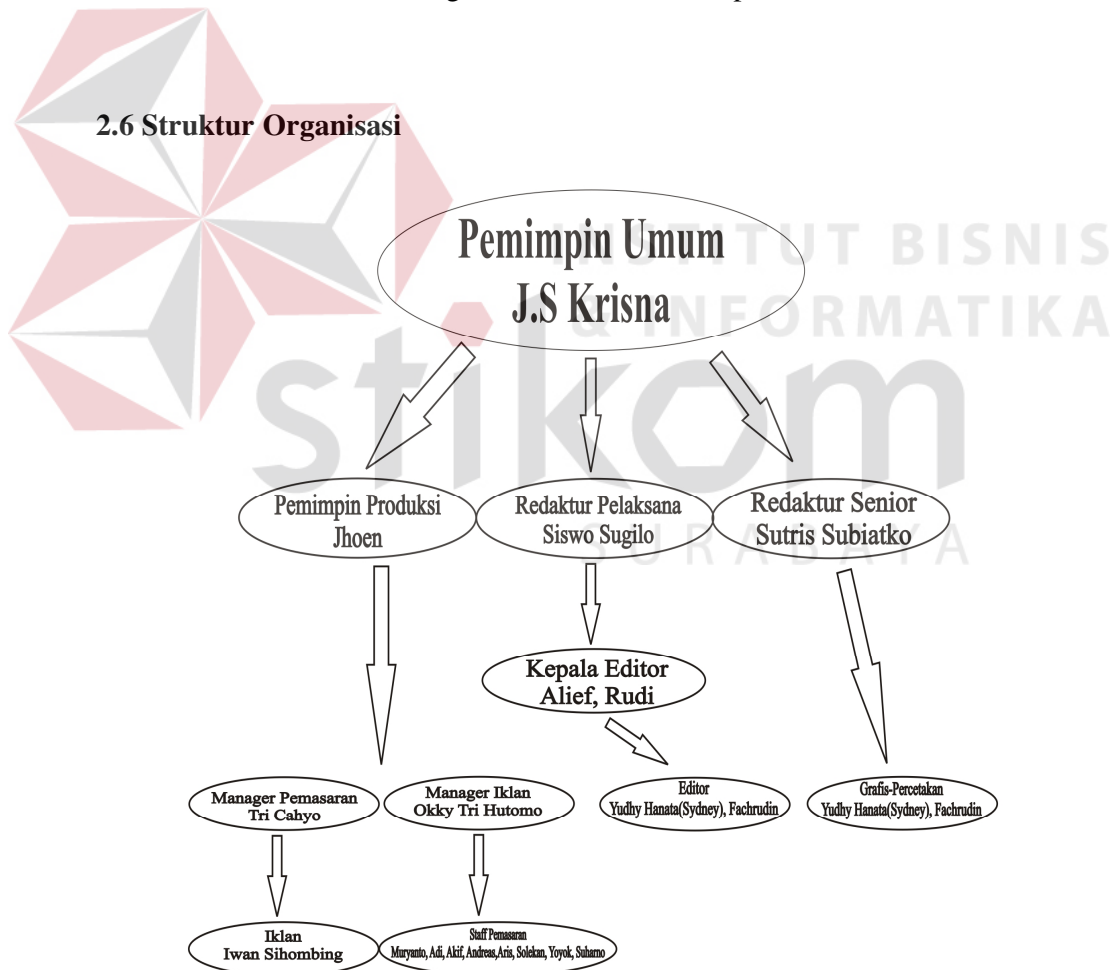 2.6 Struktur Organisasi
INSTITUT BISNIS
& INFORMATIKA
stikom
SURABAYA
Pemimpin Umum
J.S Krisna
Pemimpin Produksi
Jhoen
Redaktur Pelaksana
Siswo Sugilo
Redaktur Senior
Sutris Subiatko
Kepala Editor
Alief, Rudi
Manager Pemasaran
Tri Cahyo
Manager Iklan
Okky Tri Hutomo
Editor
Yudhy Hanata(Sydney), Fachrudin
Grafis-Percetakan
Yudhy Hanata(Sydney), Fachrudin
Iklan
Iwan Sihombing
Staff Pemasaran
Muryanto, Adi, Akif, Andreas,Aris, Solekan, Yoyok, Suharno